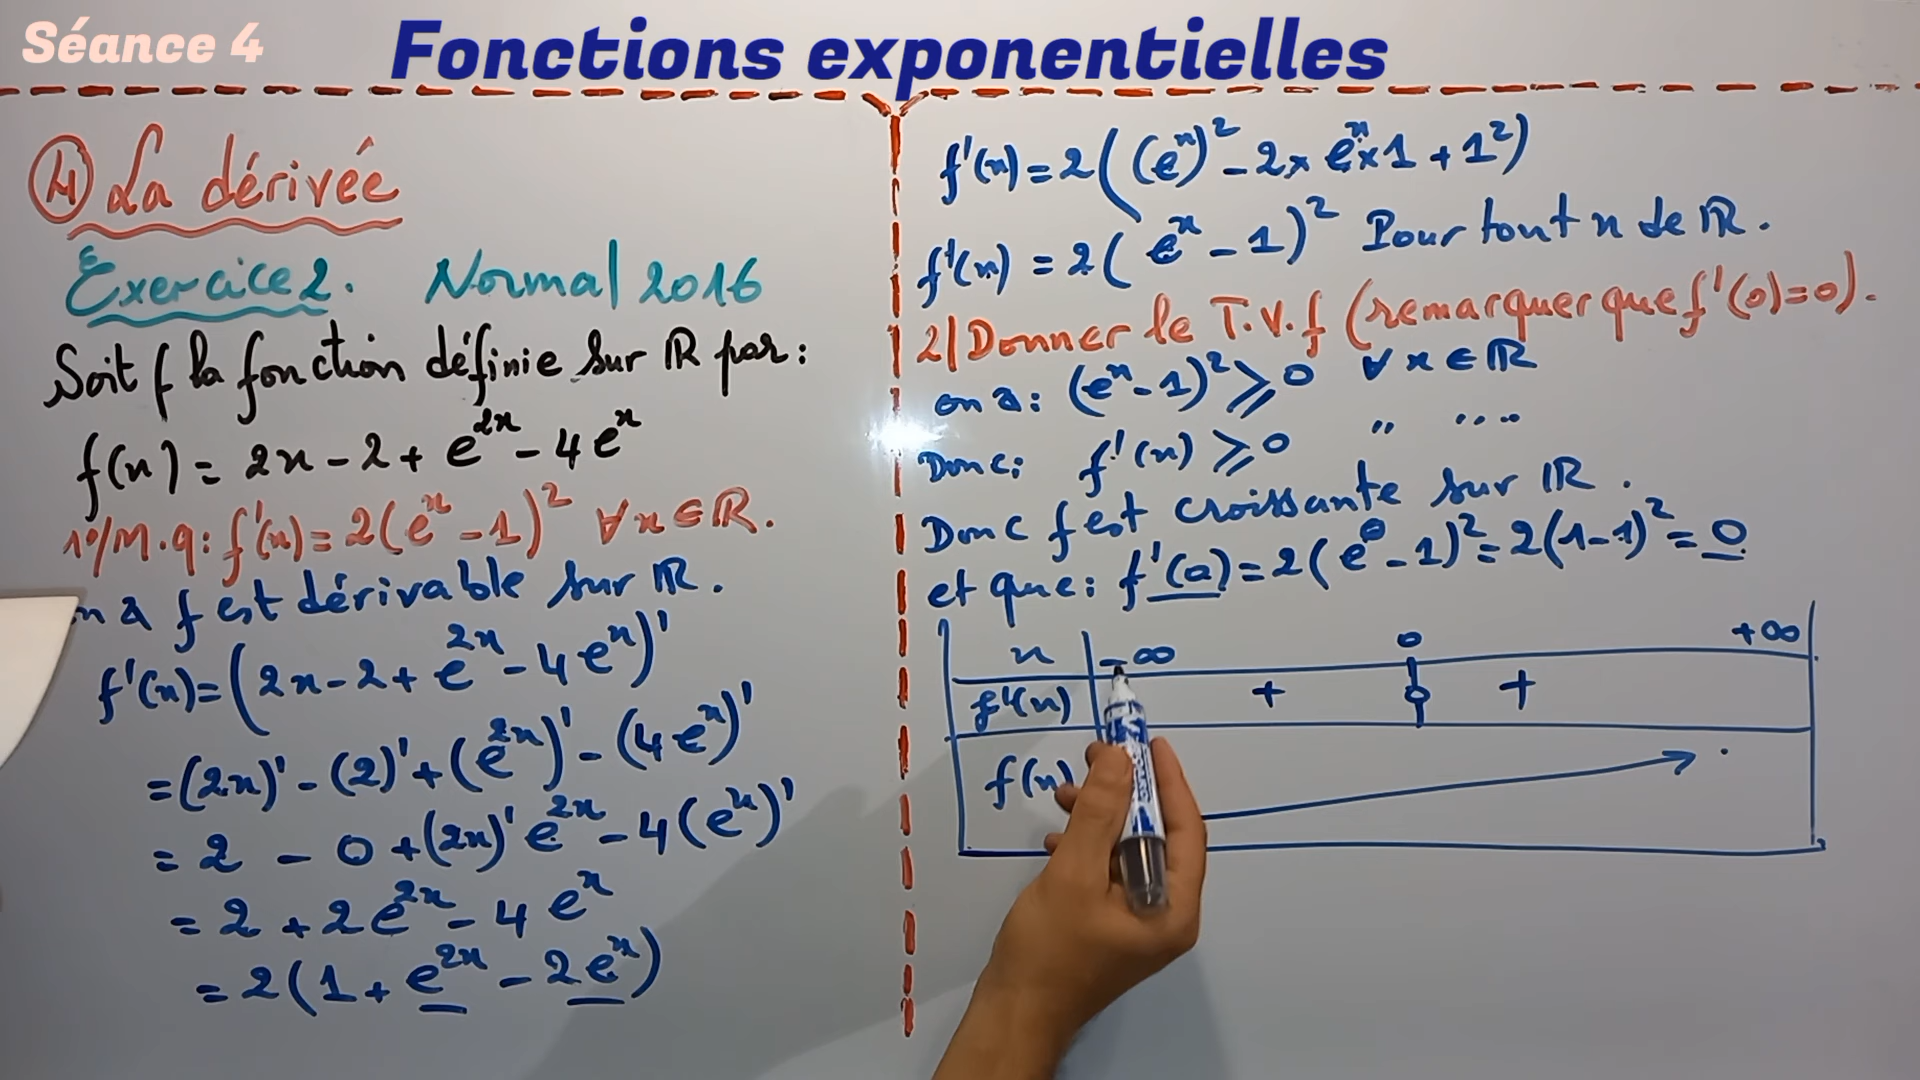 Séance 4
Fonctions exponentielles
④ La dérivée
Exercice 2. Normal 2016
Soit f la fonction définie sur ℝ par:
f(x) = 2x - 2 + e^{2x} - 4e^x
1°/ M.q: f'(x) = 2(e^x - 1)² ∀x∈ℝ.
a f est dérivable sur ℝ.
f'(x) = (2x - 2 + e^{2x} - 4e^x)'
= (2x)' - (2)' + (e^{2x})' - (4e^x)'
= 2 - 0 + (2x)' e^{2x} - 4(e^x)'
= 2 + 2e^{2x} - 4e^x
= 2(1 + e^{2x} - 2e^x)
f'(x) = 2((e^x)² - 2×e^x×1 + 1²)
f'(x) = 2(e^x - 1)² Pour tout x de ℝ.
2/ Donner le T.V.f (remarquer que f'(0)=0).
on a: (e^x - 1)² ⩾ 0 ∀x∈ℝ
Donc: f'(x) ⩾ 0 " ....
Donc f est croissante sur ℝ.
et que: f'(0) = 2(e^0 - 1)² = 2(1-1)² = 0
x -∞ 0 +∞
f'(x) + 0 +
f(x)